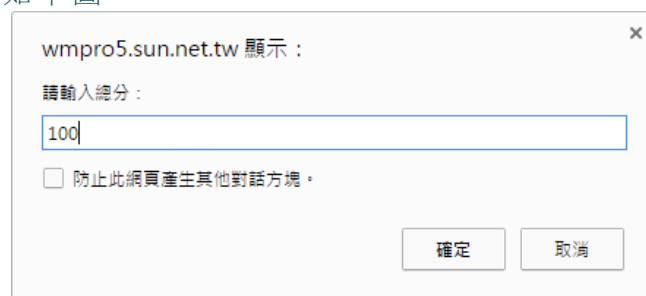 如下圖
wmpro5.sun.net.tw 顯示：
請輸入總分：
100
防止此網頁產生其他對話方塊。
確定 取消